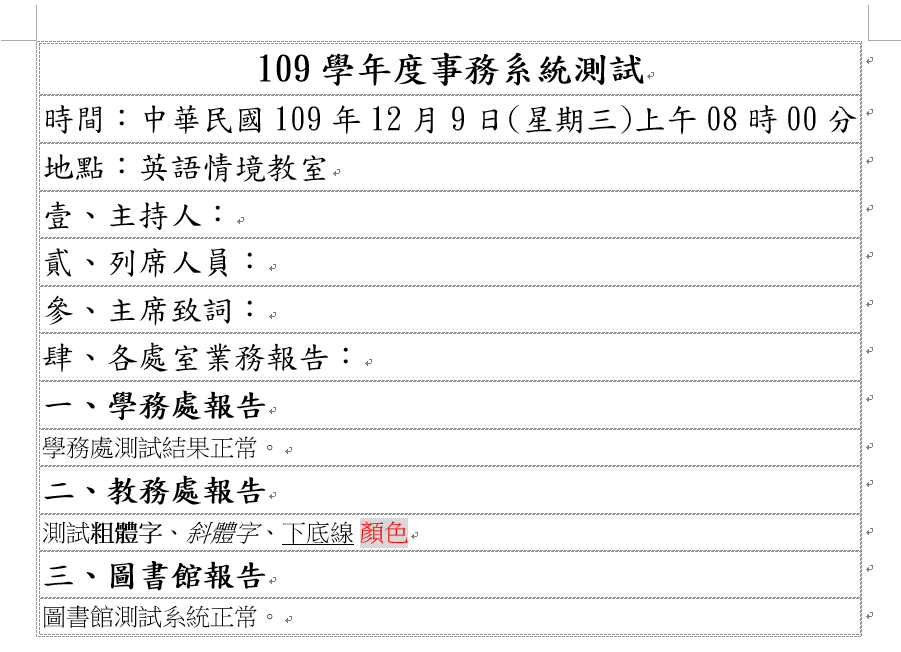 109 學年度事務系統測試
時間：中華民國 109 年 12 月 9 日(星期三)上午 08 時 00 分
地點：英語情境教室
壹、主持人：
貳、列席人員：
參、主席致詞：
肆、各處室業務報告：
一、學務處報告
學務處測試結果正常。
二、教務處報告
測試粗體字、斜體字、下底線 顏色
三、圖書館報告
圖書館測試系統正常。